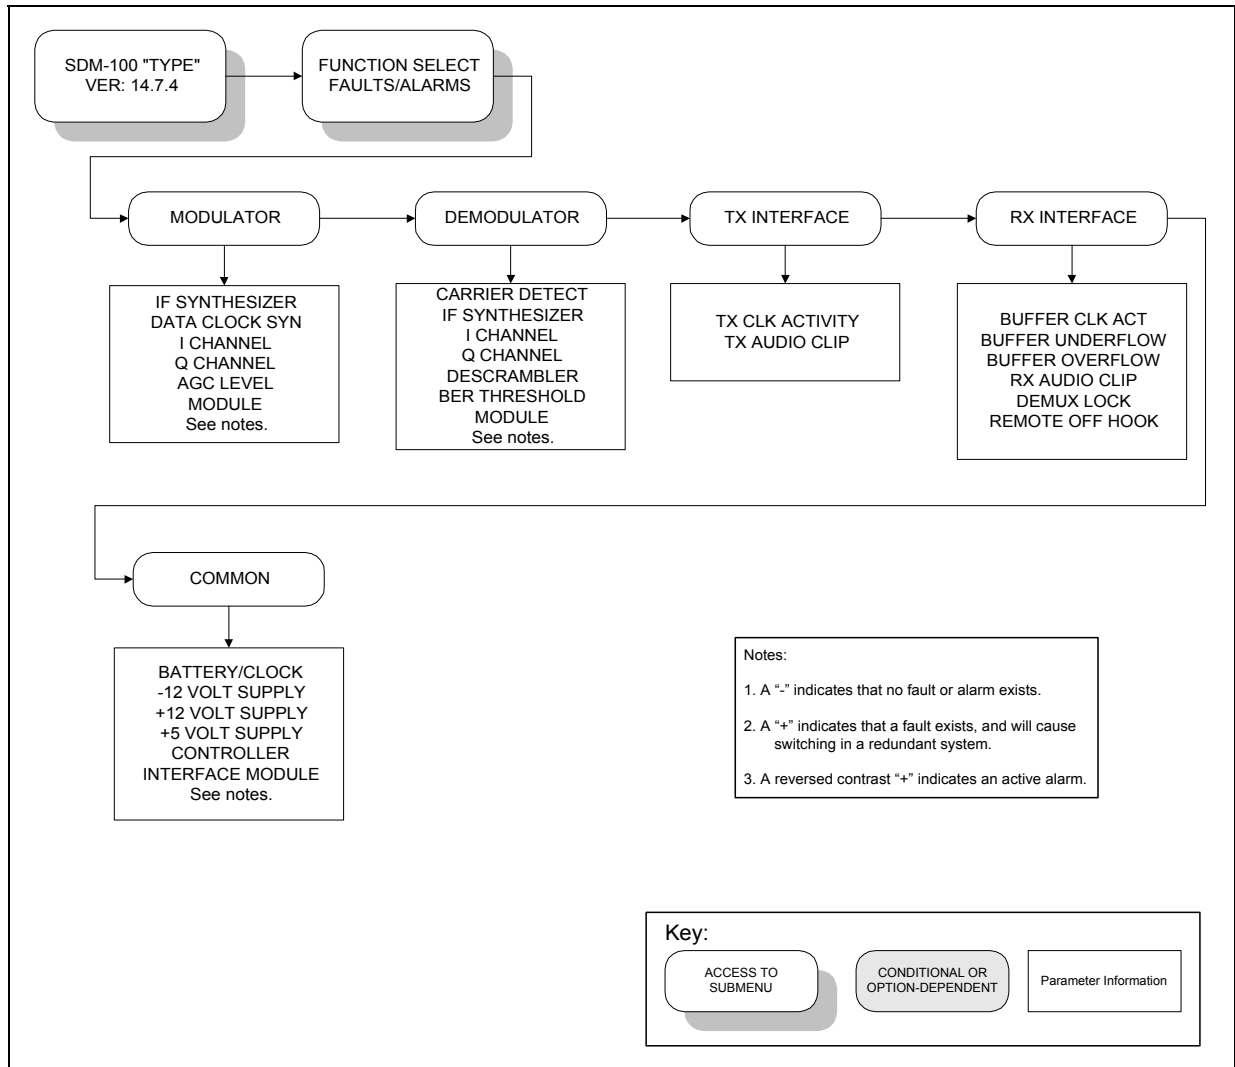 SDM-100 "TYPE"
VER: 14.7.4
FUNCTION SELECT
FAULTS/ALARMS
MODULATOR
DEMODULATOR
TX INTERFACE
RX INTERFACE
IF SYNTHESIZER
DATA CLOCK SYN
I CHANNEL
Q CHANNEL
AGC LEVEL
MODULE
See notes.
CARRIER DETECT
IF SYNTHESIZER
I CHANNEL
Q CHANNEL
DESCRAMBLER
BER THRESHOLD
MODULE
See notes.
TX CLK ACTIVITY
TX AUDIO CLIP
BUFFER CLK ACT
BUFFER UNDERFLOW
BUFFER OVERFLOW
RX AUDIO CLIP
DEMUX LOCK
REMOTE OFF HOOK
COMMON
BATTERY/CLOCK
-12 VOLT SUPPLY
+12 VOLT SUPPLY
+5 VOLT SUPPLY
CONTROLLER
INTERFACE MODULE
See notes.
Notes:
1. A “-” indicates that no fault or alarm exists.
2. A “+” indicates that a fault exists, and will cause
switching in a redundant system.
3. A reversed contrast “+” indicates an active alarm.
Key:
ACCESS TO
SUBMENU
CONDITIONAL OR
OPTION-DEPENDENT
Parameter Information